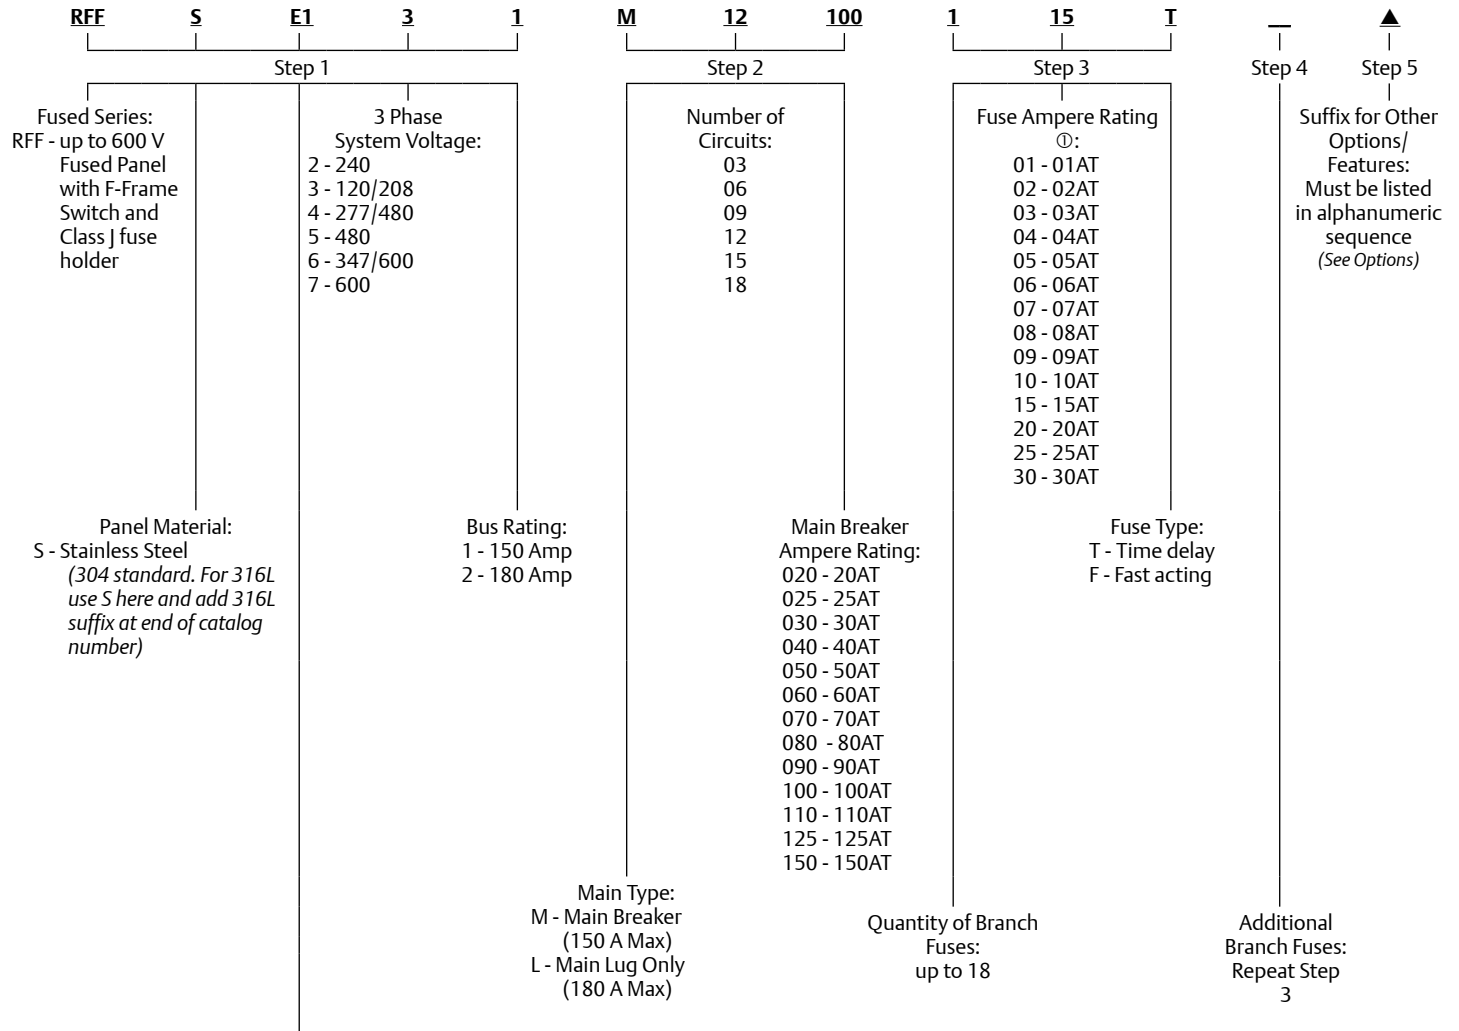 RFF S E1 3 1 M 12 100 1 15 T __ ▲
Step 1 Step 2 Step 3 Step 4 Step 5
Fused Series:
RFF - up to 600 V
Fused Panel
with F-Frame
Switch and
Class J fuse
holder
3 Phase
System Voltage:
2 - 240
3 - 120/208
4 - 277/480
5 - 480
6 - 347/600
7 - 600
Number of
Circuits:
03
06
09
12
15
18
Fuse Ampere Rating
①:
01 - 01AT
02 - 02AT
03 - 03AT
04 - 04AT
05 - 05AT
06 - 06AT
07 - 07AT
08 - 08AT
09 - 09AT
10 - 10AT
15 - 15AT
20 - 20AT
25 - 25AT
30 - 30AT
Suffix for Other
Options/
Features:
Must be listed
in alphanumeric
sequence
(See Options)
Panel Material:
S - Stainless Steel
(304 standard. For 316L
use S here and add 316L
suffix at end of catalog
number)
Bus Rating:
1 - 150 Amp
2 - 180 Amp
Main Breaker
Ampere Rating:
020 - 20AT
025 - 25AT
030 - 30AT
040 - 40AT
050 - 50AT
060 - 60AT
070 - 70AT
080 - 80AT
090 - 90AT
100 - 100AT
110 - 110AT
125 - 125AT
150 - 150AT
Fuse Type:
T - Time delay
F - Fast acting
Main Type:
M - Main Breaker
(150 A Max)
L - Main Lug Only
(180 A Max)
Quantity of Branch
Fuses:
up to 18
Additional
Branch Fuses:
Repeat Step
3